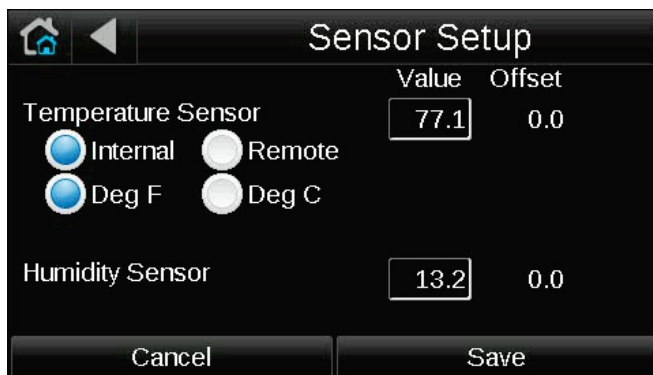 Sensor Setup
Value Offset
Temperature Sensor 77.1 0.0
Internal Remote
Deg F Deg C
Humidity Sensor 13.2 0.0
Cancel Save